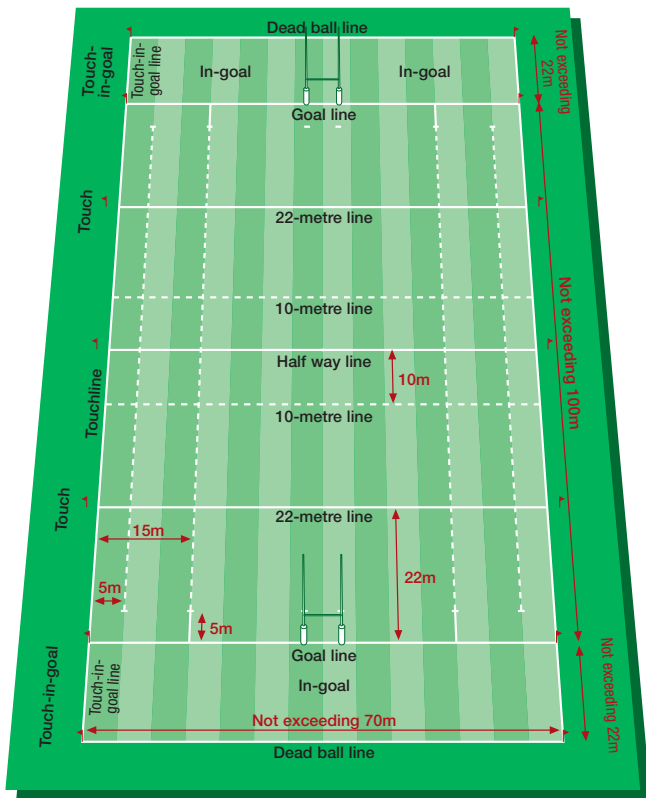 Dead ball line
Touch-
in-goal
Touch-in-
goal line
In-goal
In-goal
Not exceeding
22m
Goal line
Touch
22-metre line
10-metre line
Not exceeding 100m
Half way line
10m
Touchline
10-metre line
Touch
22-metre line
15m
22m
5m
5m
Goal line
Touch-in-goal
Touch-in-
goal line
In-goal
Not exceeding 22m
Not exceeding 70m
Dead ball line